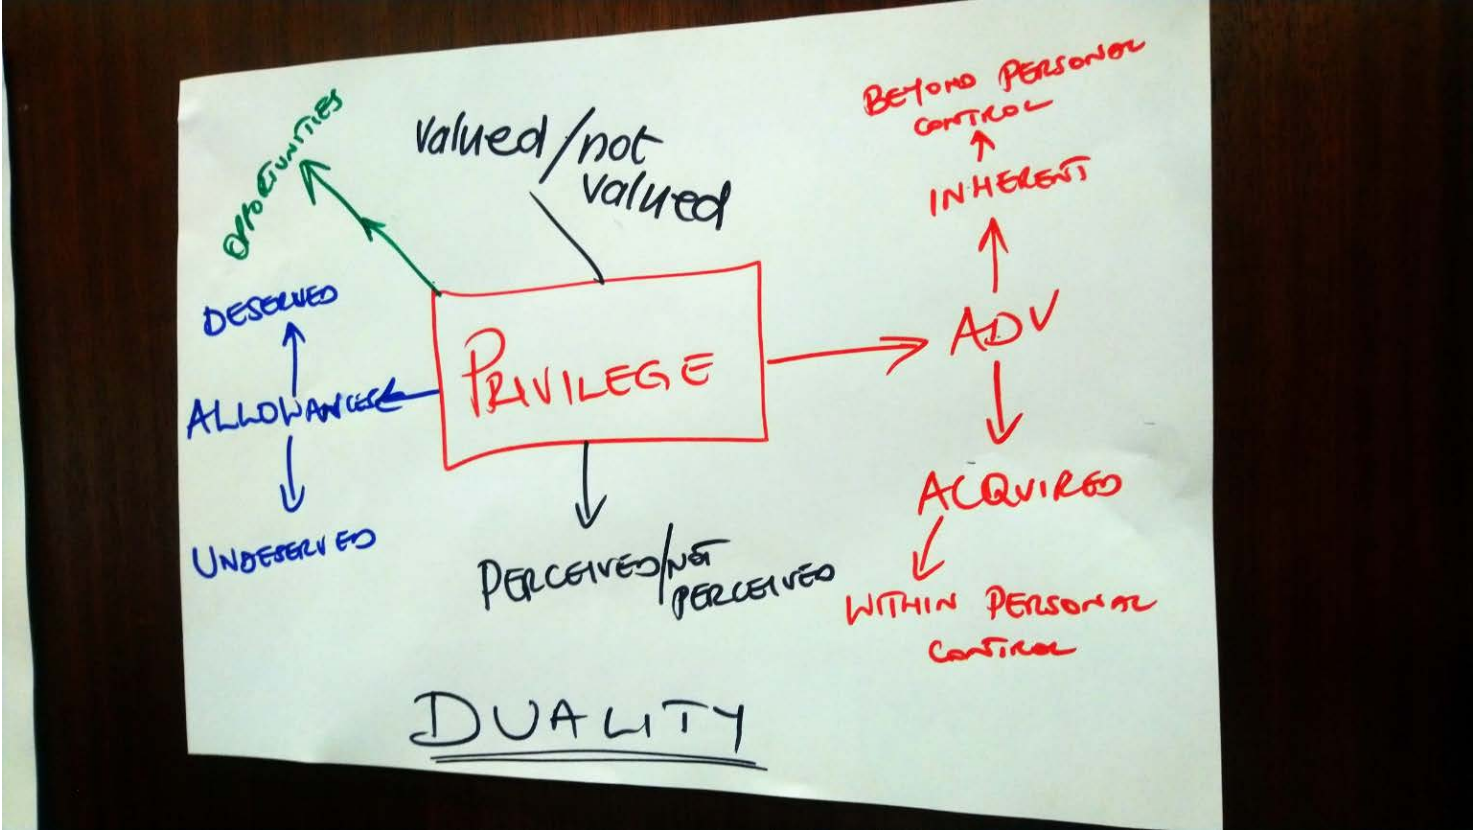 OPPORTUNITIES
valued/not
valued
BEYOND PERSONAL
CONTROL
INHERENT
DESERVED
ALLOWANCES
UNDESERVED
PRIVILEGE
ADV
ACQUIRED
WITHIN PERSONAL
CONTROL
PERCEIVED/NOT
PERCEIVED
DUALITY